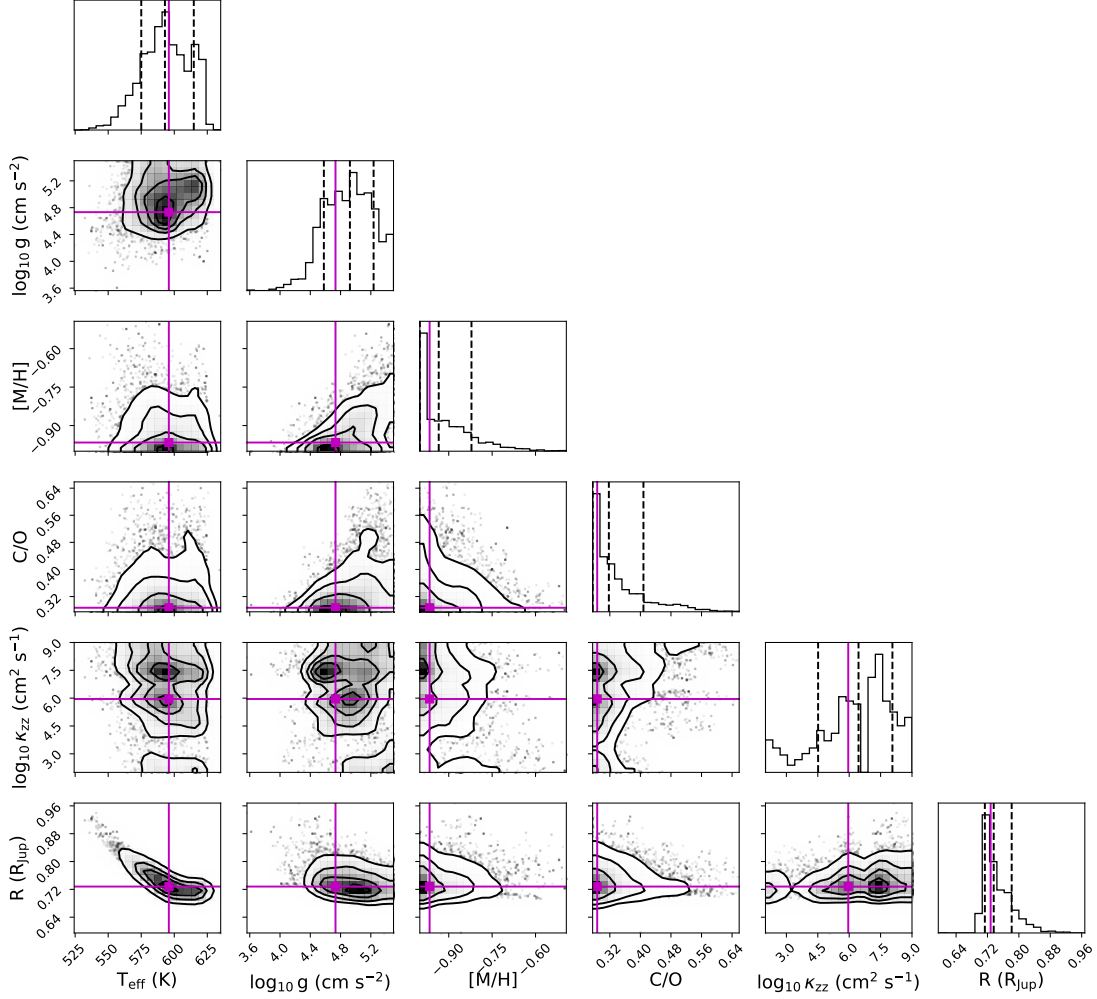 log₁₀ g (cm s⁻²)
5.2
4.8
4.4
4.0
3.6
[M/H]
−0.60
−0.75
−0.90
C/O
0.64
0.56
0.48
0.40
0.32
log₁₀ κzz (cm² s⁻¹)
9.0
7.5
6.0
4.5
3.0
R (RJup)
0.96
0.88
0.80
0.72
0.64
525 550 575 600 625
3.6 4.0 4.4 4.8 5.2
−0.90 −0.75 −0.60
0.32 0.40 0.48 0.56 0.64
3.0 4.5 6.0 7.5 9.0
0.64 0.72 0.80 0.88 0.96
Teff (K) log₁₀ g (cm s⁻²) [M/H] C/O log₁₀ κzz (cm² s⁻¹) R (RJup)